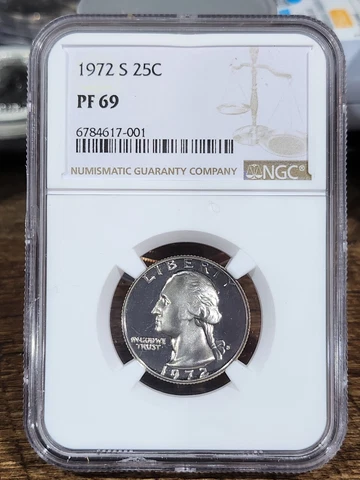 1972 S 25C
PF 69
6784617-001
NUMISMATIC GUARANTY COMPANY NGC®
LIBERTY
IN GOD WE
TRUST
S
1972